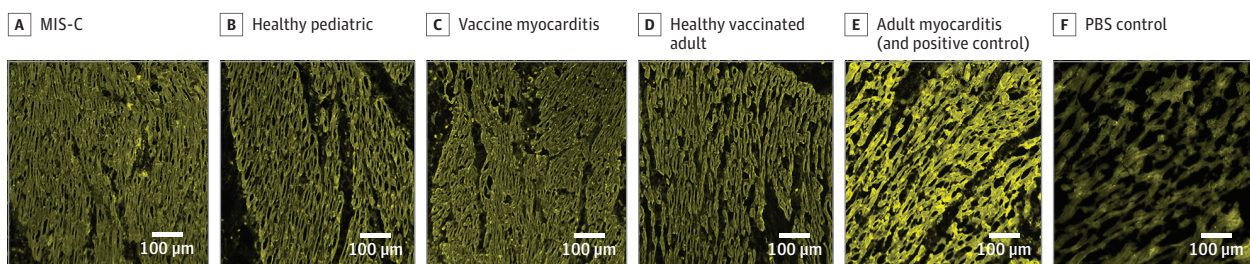 A MIS-C
B Healthy pediatric
C Vaccine myocarditis
D Healthy vaccinated
adult
E Adult myocarditis
(and positive control)
F PBS control
100 µm
100 µm
100 µm
100 µm
100 µm
100 µm